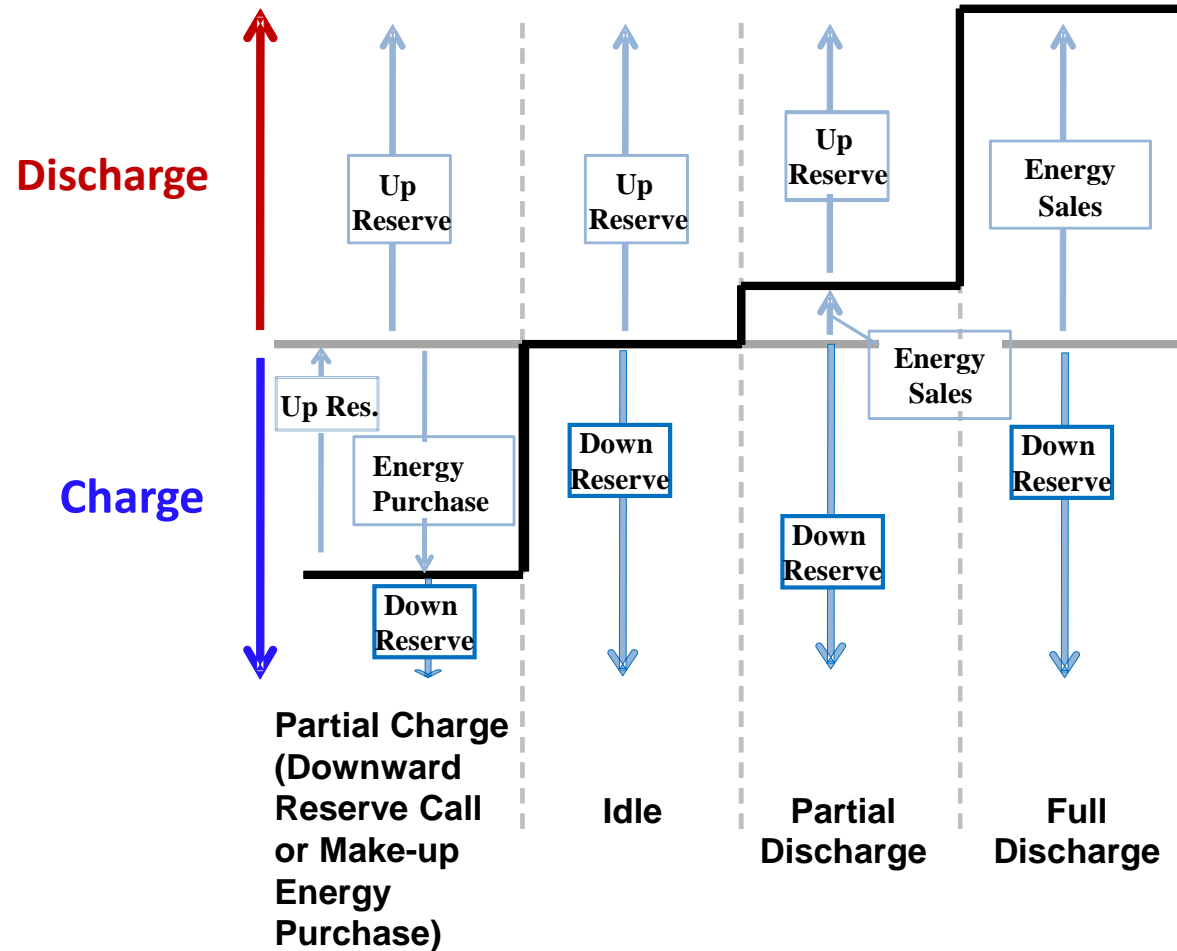 Discharge
Up
Reserve
Up
Reserve
Up
Reserve
Energy
Sales
Up Res.
Energy
Purchase
Energy
Sales
Charge
Down
Reserve
Down
Reserve
Down
Reserve
Down
Reserve
Partial Charge
(Downward
Reserve Call
or Make-up
Energy
Purchase)
Idle
Partial
Discharge
Full
Discharge